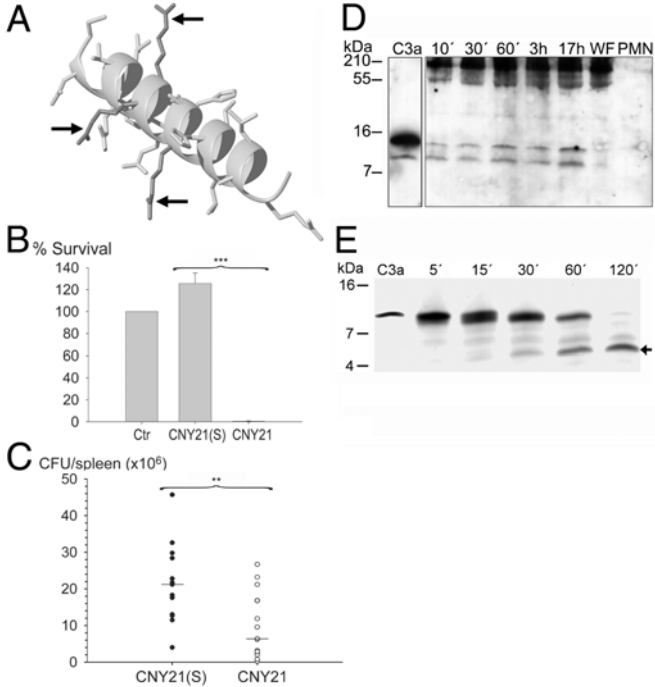 A
B
% Survival
***
140
120
100
80
60
40
20
0
Ctr CNY21(S) CNY21
C
CFU/spleen (x10⁶)
**
50
40
30
20
10
0
CNY21(S) CNY21
D
kDa C3a 10´ 30´ 60´ 3h 17h WF PMN
210
55
16
7
E
kDa C3a 5´ 15´ 30´ 60´ 120´
16
7
4